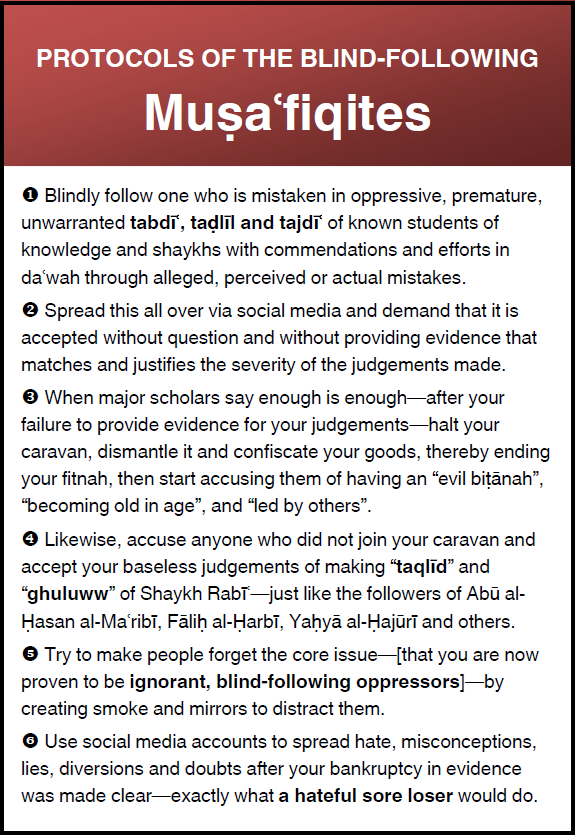 PROTOCOLS OF THE BLIND-FOLLOWING
Muṣaʿfiqites
❶ Blindly follow one who is mistaken in oppressive, premature,
unwarranted tabdīʿ, taḍlīl and tajdīʿ of known students of
knowledge and shaykhs with commendations and efforts in
daʿwah through alleged, perceived or actual mistakes.
❷ Spread this all over via social media and demand that it is
accepted without question and without providing evidence that
matches and justifies the severity of the judgements made.
❸ When major scholars say enough is enough—after your
failure to provide evidence for your judgements—halt your
caravan, dismantle it and confiscate your goods, thereby ending
your fitnah, then start accusing them of having an “evil biṭānah”,
“becoming old in age”, and “led by others”.
❹ Likewise, accuse anyone who did not join your caravan and
accept your baseless judgements of making “taqlīd” and
“ghuluww” of Shaykh Rabīʿ—just like the followers of Abū al-
Ḥasan al-Maʿribī, Fāliḥ al-Ḥarbī, Yaḥyā al-Ḥajūrī and others.
❺ Try to make people forget the core issue—[that you are now
proven to be ignorant, blind-following oppressors]—by
creating smoke and mirrors to distract them.
❻ Use social media accounts to spread hate, misconceptions,
lies, diversions and doubts after your bankruptcy in evidence
was made clear—exactly what a hateful sore loser would do.